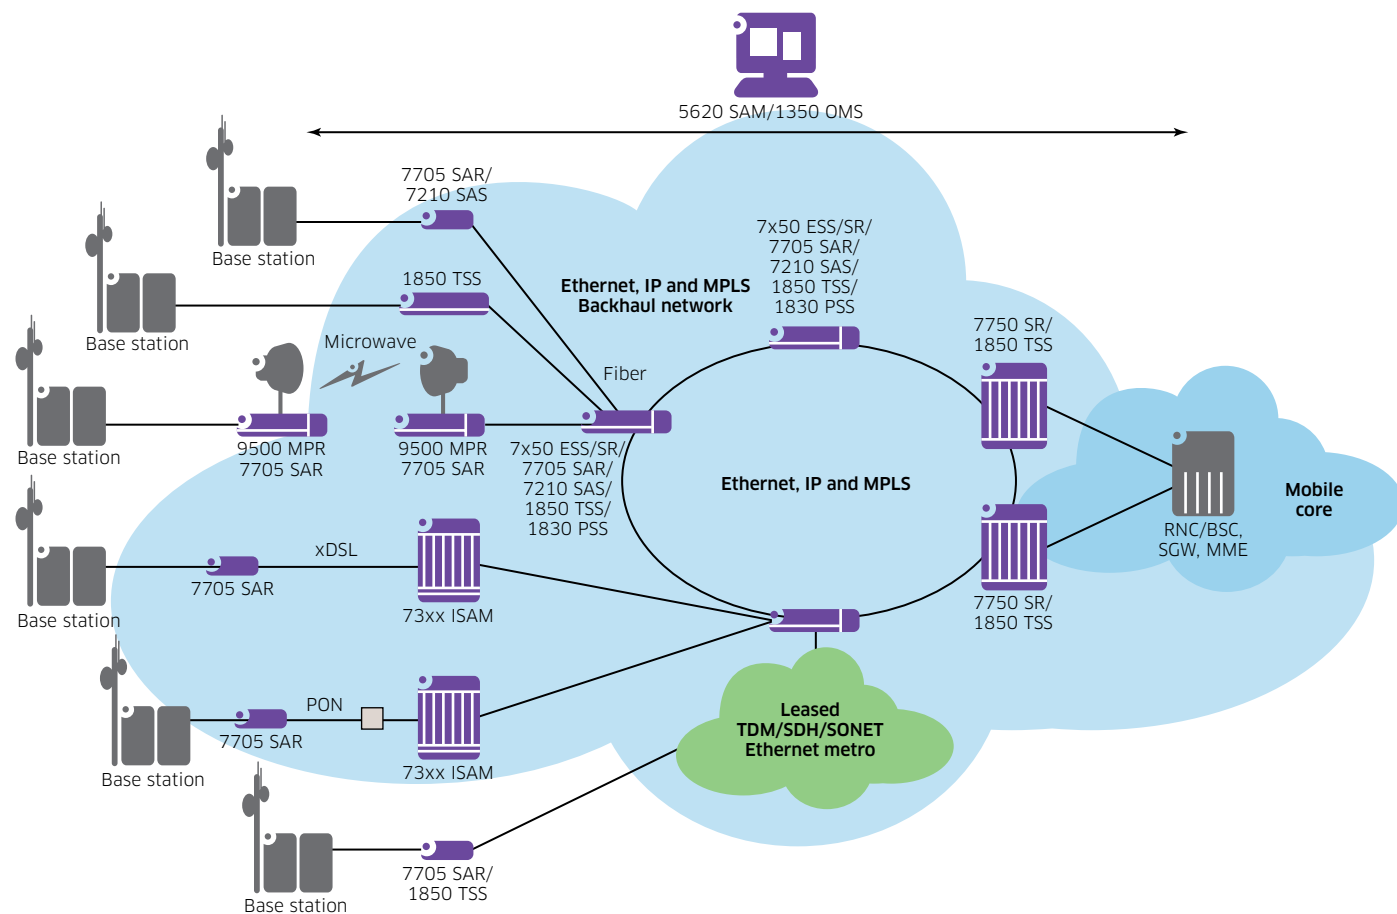 5620 SAM/1350 OMS
7705 SAR/
7210 SAS
Base station
1850 TSS
Base station
Ethernet, IP and MPLS
Backhaul network
7x50 ESS/SR/
7705 SAR/
7210 SAS/
1850 TSS/
1830 PSS
7750 SR/
1850 TSS
Microwave
Fiber
9500 MPR
7705 SAR
9500 MPR
7705 SAR
Base station
7x50 ESS/SR/
7705 SAR/
7210 SAS/
1850 TSS/
1830 PSS
Ethernet, IP and MPLS
Mobile
core
RNC/BSC,
SGW, MME
xDSL
7705 SAR
73xx ISAM
Base station
7750 SR/
1850 TSS
PON
7705 SAR
73xx ISAM
Base station
Leased
TDM/SDH/SONET
Ethernet metro
7705 SAR/
1850 TSS
Base station